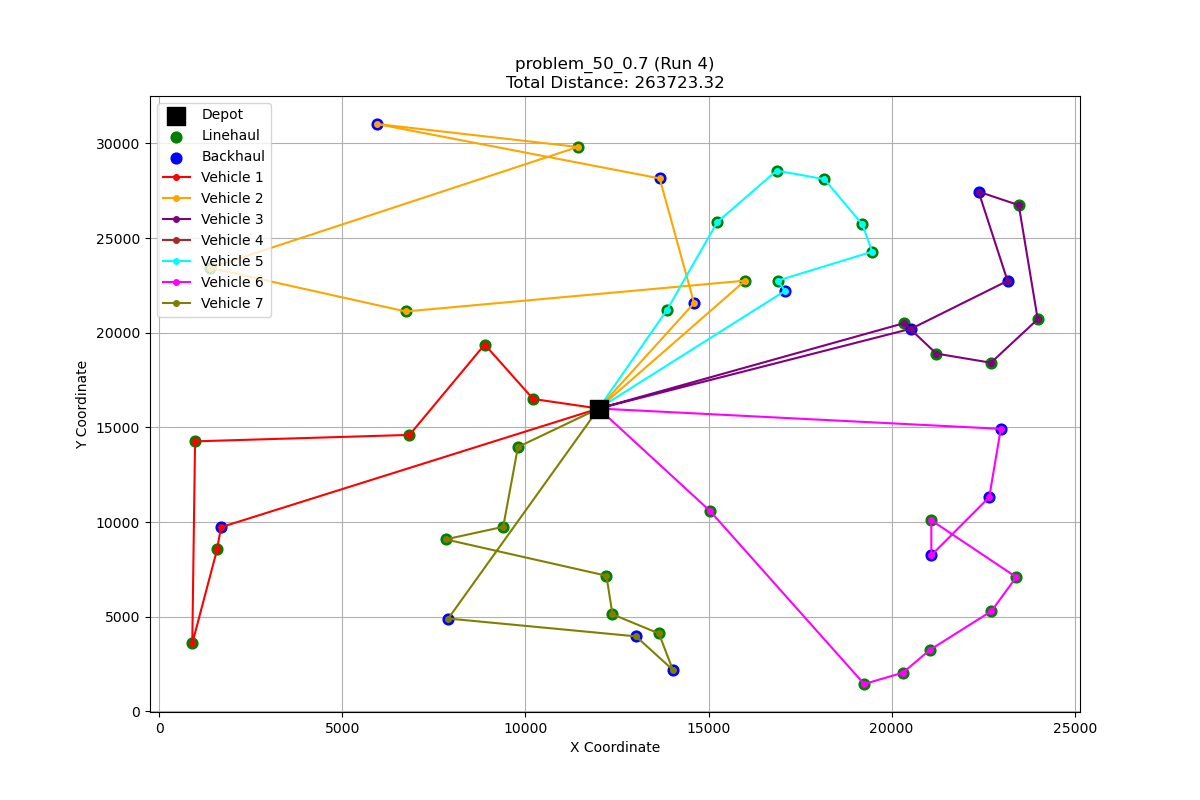 problem_50_0.7 (Run 4)
Total Distance: 263723.32
Depot
Linehaul
Backhaul
Vehicle 1
Vehicle 2
Vehicle 3
Vehicle 4
Vehicle 5
Vehicle 6
Vehicle 7
30000
25000
20000
15000
10000
5000
0
Y Coordinate
0 5000 10000 15000 20000 25000
X Coordinate